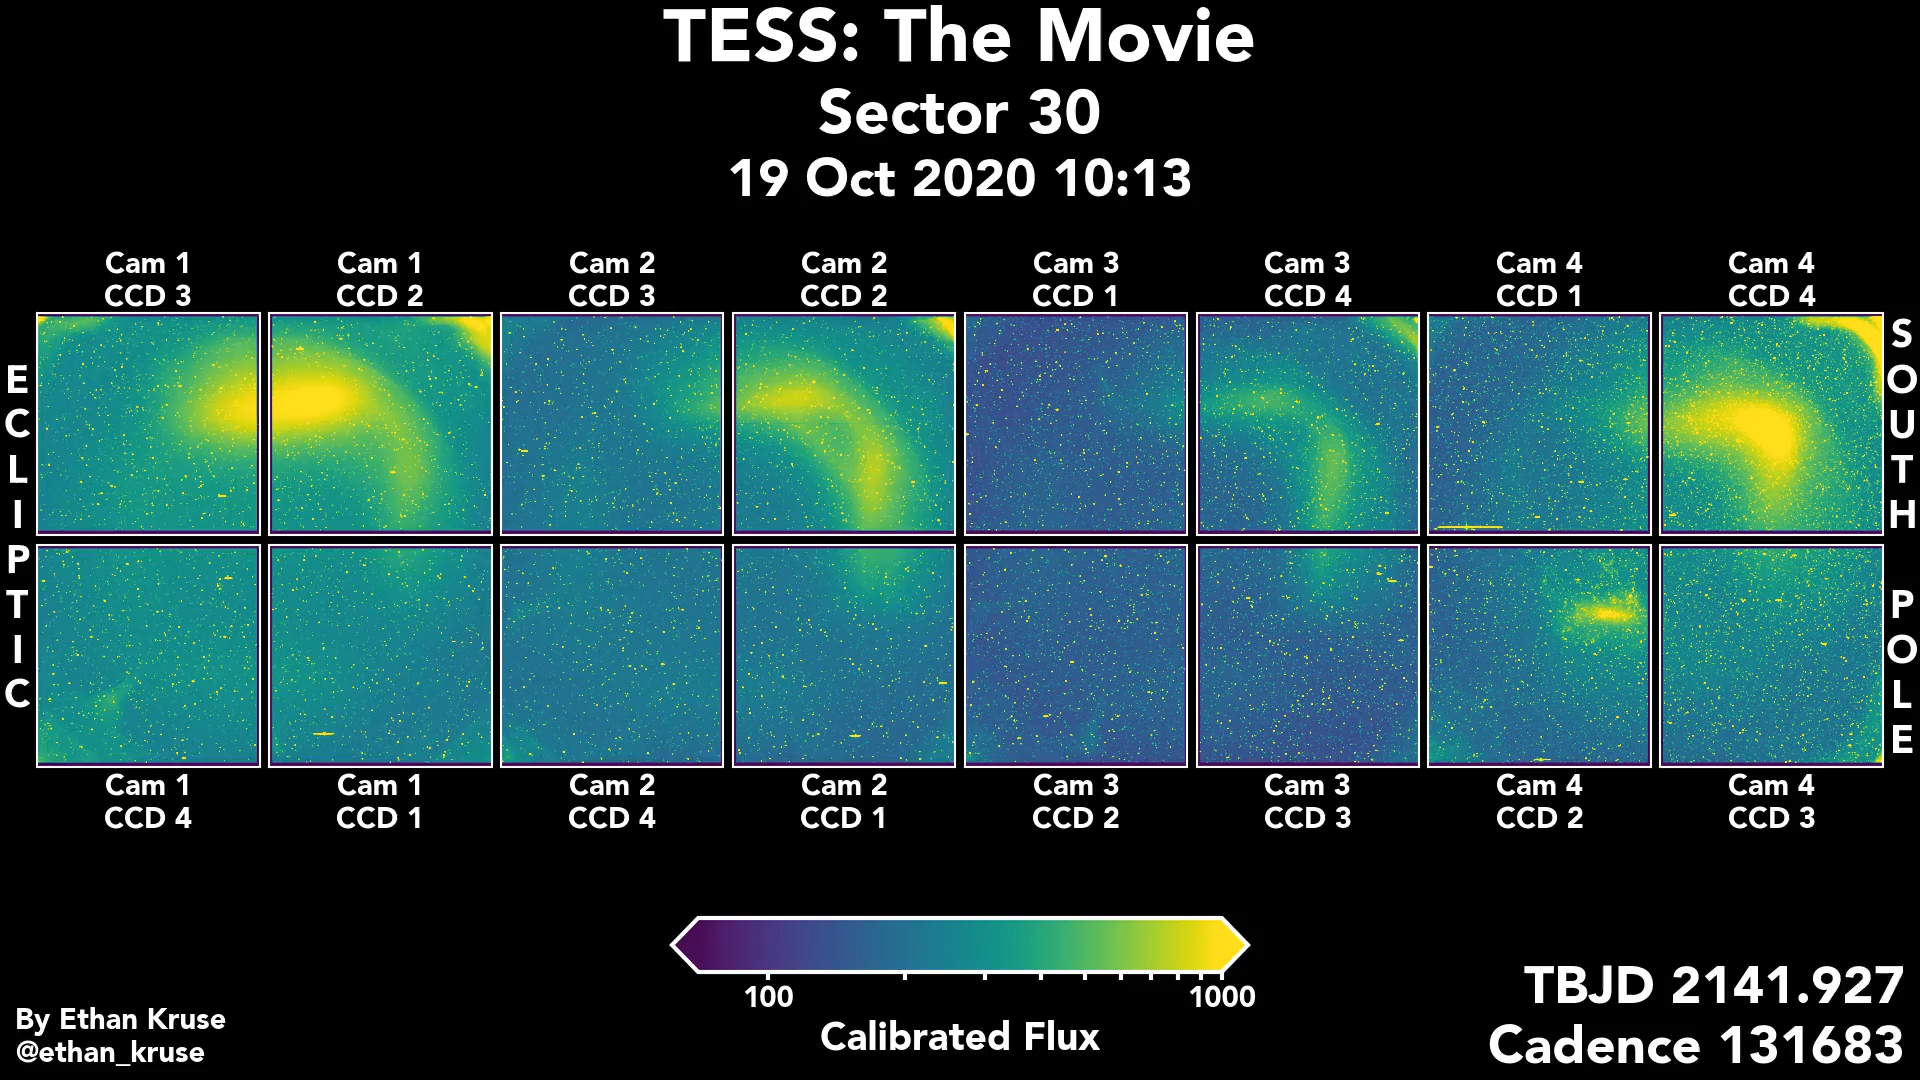 TESS: The Movie
Sector 30
19 Oct 2020 10:13
Cam 1 Cam 1 Cam 2 Cam 2 Cam 3 Cam 3 Cam 4 Cam 4
CCD 3 CCD 2 CCD 3 CCD 2 CCD 1 CCD 4 CCD 1 CCD 4
ECLIPTIC
SOUTH POLE
Cam 1 Cam 1 Cam 2 Cam 2 Cam 3 Cam 3 Cam 4 Cam 4
CCD 4 CCD 1 CCD 4 CCD 1 CCD 2 CCD 3 CCD 2 CCD 3
100 1000
Calibrated Flux
By Ethan Kruse
@ethan_kruse
TBJD 2141.927
Cadence 131683